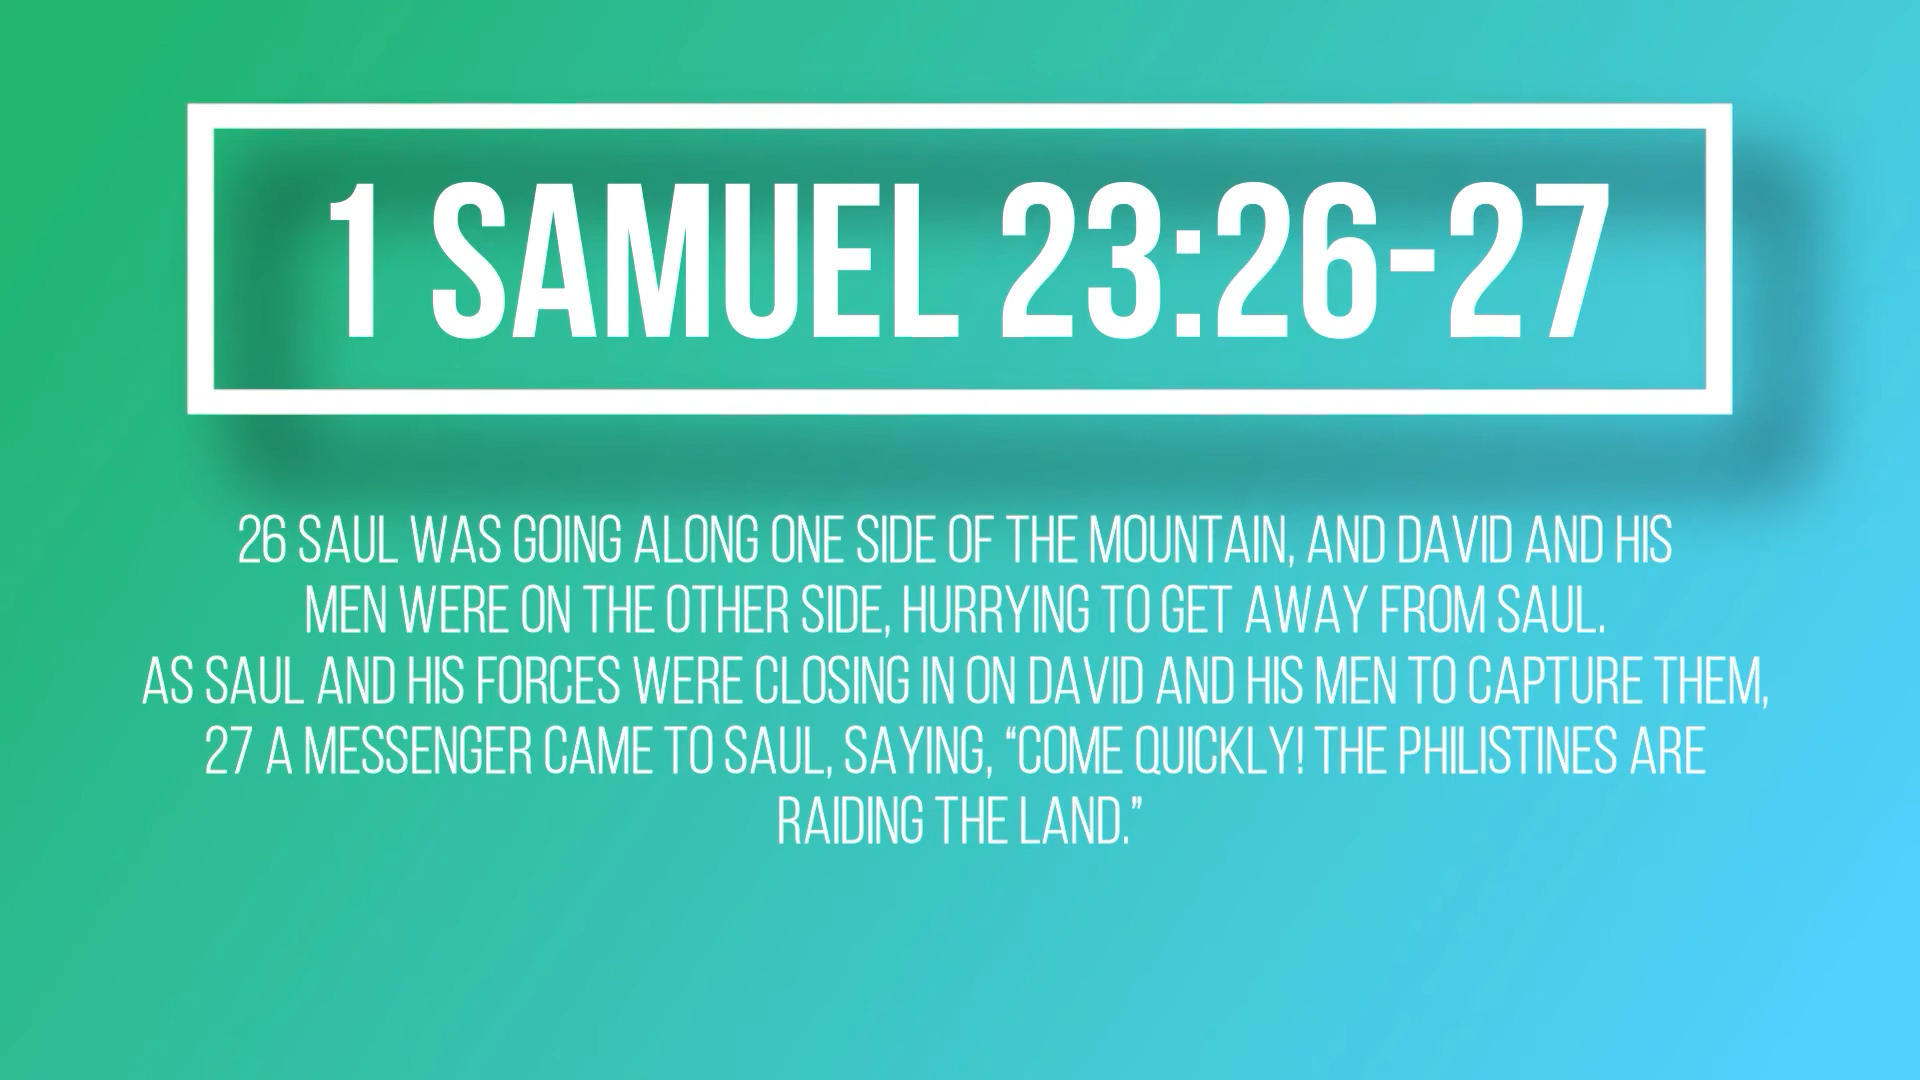 1 SAMUEL 23:26-27
26 SAUL WAS GOING ALONG ONE SIDE OF THE MOUNTAIN, AND DAVID AND HIS
MEN WERE ON THE OTHER SIDE, HURRYING TO GET AWAY FROM SAUL.
AS SAUL AND HIS FORCES WERE CLOSING IN ON DAVID AND HIS MEN TO CAPTURE THEM,
27 A MESSENGER CAME TO SAUL, SAYING, “COME QUICKLY! THE PHILISTINES ARE
RAIDING THE LAND.”